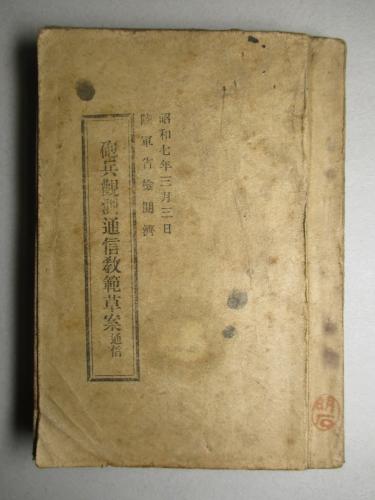 昭和七年三月三日
陸軍省檢閲濟
砲兵觀測通信教範草案 通信